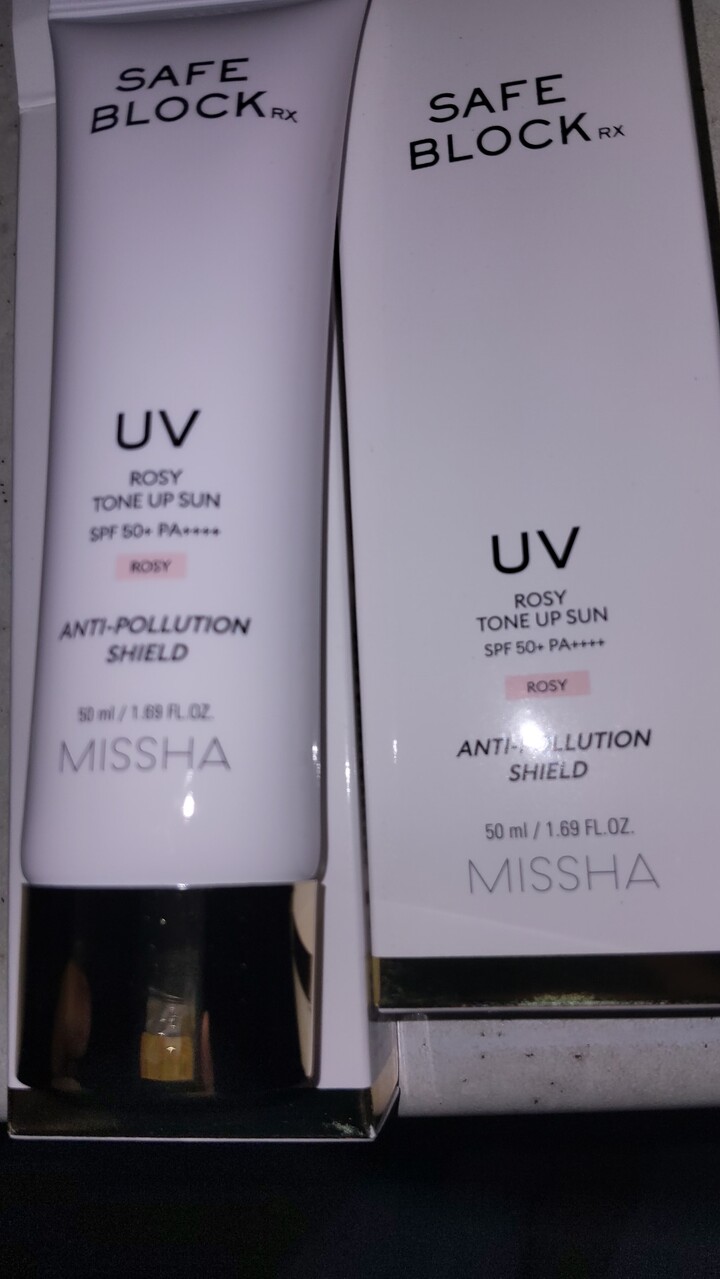 SAFE
BLOCK RX
UV
ROSY
TONE UP SUN
SPF 50+ PA++++
ROSY
ANTI-POLLUTION
SHIELD
50 ml / 1.69 FL.OZ.
MISSHA
SAFE
BLOCK RX
UV
ROSY
TONE UP SUN
SPF 50+ PA++++
ROSY
ANTI-POLLUTION
SHIELD
50 ml / 1.69 FL.OZ.
MISSHA